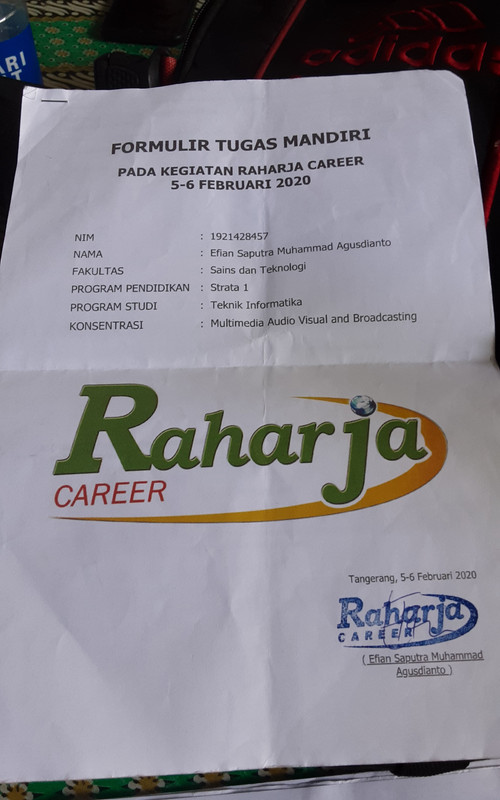 ARI
adidas
FORMULIR TUGAS MANDIRI
PADA KEGIATAN RAHARJA CAREER
5-6 FEBRUARI 2020
NIM : 1921428457
NAMA : Efian Saputra Muhammad Agusdianto
FAKULTAS : Sains dan Teknologi
PROGRAM PENDIDIKAN : Strata 1
PROGRAM STUDI : Teknik Informatika
KONSENTRASI : Multimedia Audio Visual and Broadcasting
Raharja
CAREER
Tangerang, 5-6 Februari 2020
Raharja
CAREER
( Efian Saputra Muhammad
Agusdianto )